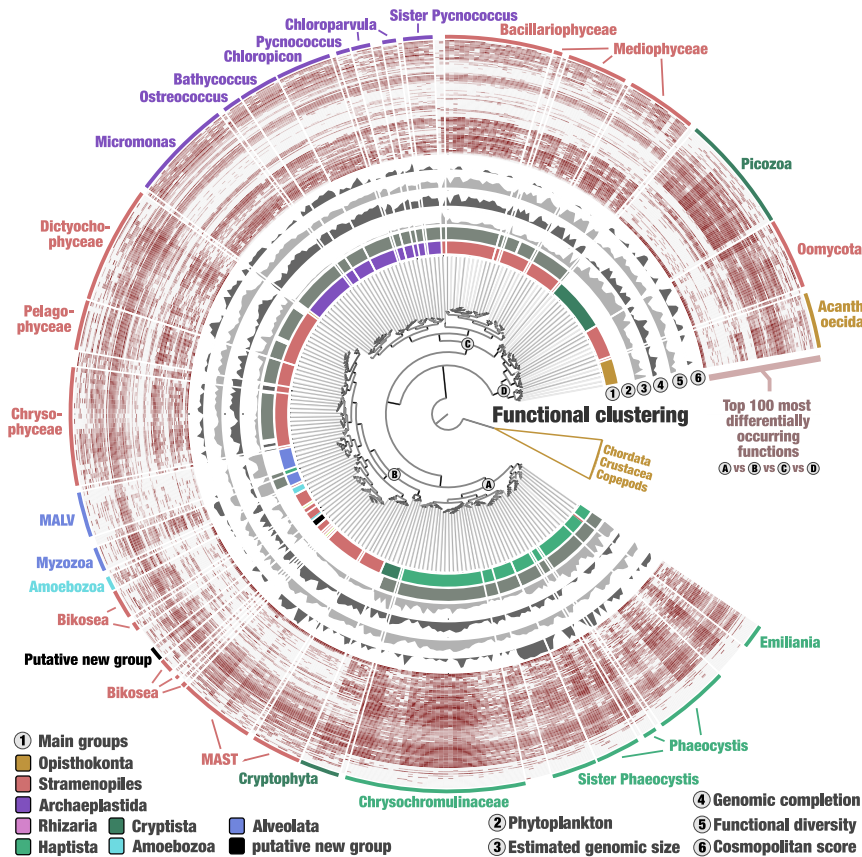 Sister Pycnococcus
Chloroparvula
Pycnococcus
Chloropicon
Bathycoccus
Ostreococcus
Micromonas
Dictyocho-
phyceae
Pelago-
phyceae
Chryso-
phyceae
MALV
Myzozoa
Amoebozoa
Bikosea
Putative new group
Bikosea
MAST
Cryptophyta
Chrysochromulinaceae
Sister Phaeocystis
Phaeocystis
Emiliania
Bacillariophyceae
Mediophyceae
Picozoa
Oomycota
Acanth
oecida
C
D
B
A
1 2 3 4 5 6
Functional clustering
Chordata
Crustacea
Copepods
Top 100 most
differentially
occurring
functions
A vs B vs C vs D
1 Main groups
Opisthokonta
Stramenopiles
Archaeplastida
Rhizaria
Cryptista
Alveolata
Haptista
Amoebozoa
putative new group
2 Phytoplankton
3 Estimated genomic size
4 Genomic completion
5 Functional diversity
6 Cosmopolitan score